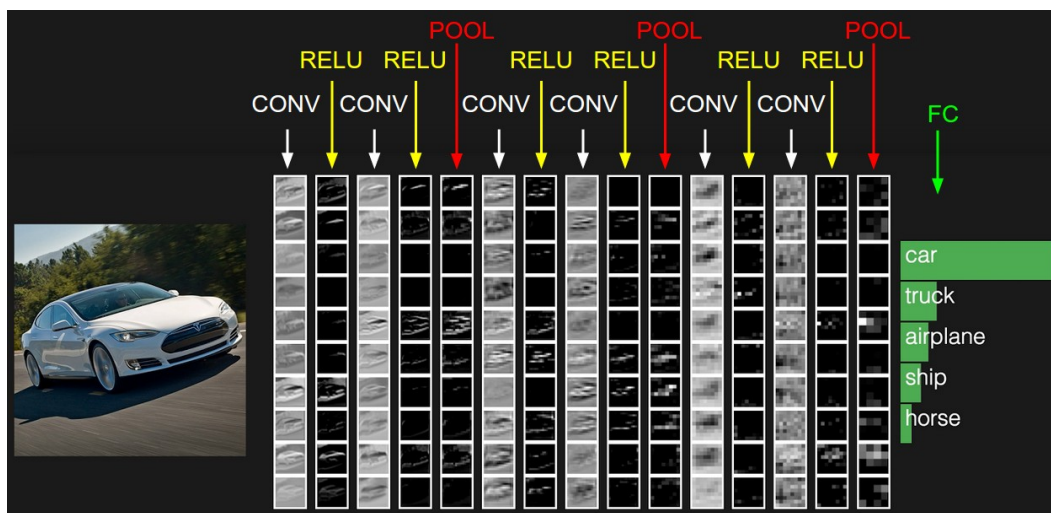 POOL POOL POOL
RELU RELU RELU RELU RELU RELU
CONV CONV CONV CONV CONV CONV
FC
car
truck
airplane
ship
horse